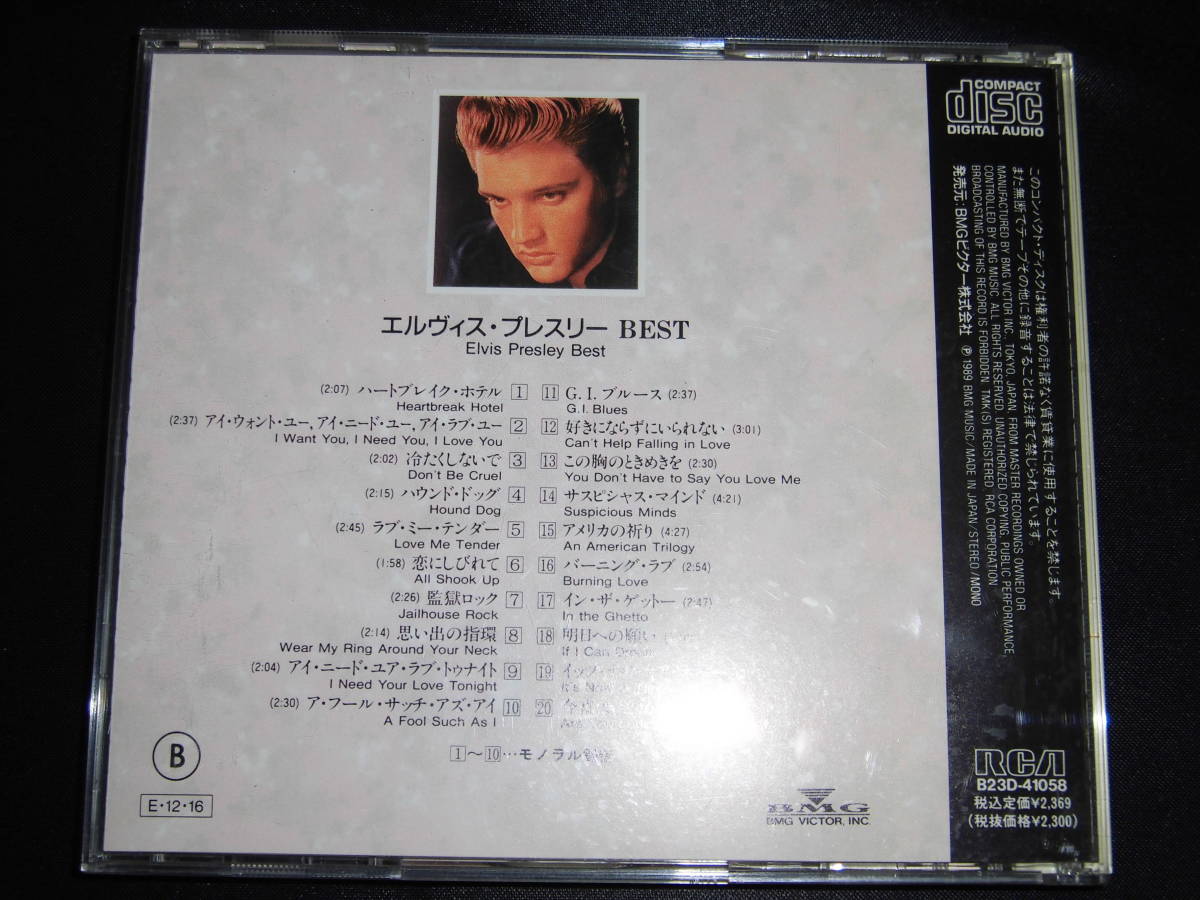 エルヴィス・プレスリー BEST
Elvis Presley Best
(2:07) ハートブレイク・ホテル 1
Heartbreak Hotel
(2:37) アイ・ウォント・ユー, アイ・ニード・ユー, アイ・ラブ・ユー 2
I Want You, I Need You, I Love You
(2:02) 冷たくしないで 3
Don't Be Cruel
(2:15) ハウンド・ドッグ 4
Hound Dog
(2:45) ラブ・ミー・テンダー 5
Love Me Tender
(1:58) 恋にしびれて 6
All Shook Up
(2:26) 監獄ロック 7
Jailhouse Rock
(2:14) 思い出の指環 8
Wear My Ring Around Your Neck
(2:04) アイ・ニード・ユア・ラブ・トゥナイト 9
I Need Your Love Tonight
(2:30) ア・フール・サッチ・アズ・アイ 10
A Fool Such As I
11 G.I.ブルース (2:37)
G.I. Blues
12 好きにならずにいられない (3:01)
Can't Help Falling in Love
13 この胸のときめきを (2:30)
You Don't Have to Say You Love Me
14 サスピシャス・マインド (4:21)
Suspicious Minds
15 アメリカの祈り (4:27)
An American Trilogy
16 バーニング・ラブ (2:54)
Burning Love
17 イン・ザ・ゲットー (2:47)
In the Ghetto
18 明日への願い
If I Can Dream
19 イッツ
It's Now
20
1〜10…モノラル
B
E・12・16
BMG
BMG VICTOR, INC.
COMPACT
disc
DIGITAL AUDIO
このコンパクト・ディスクは権利者の許諾なく賃貸業に使用することを禁じます。
また無断でテープその他に録音することは法律で禁じられています。
MANUFACTURED BY BMG VICTOR INC., TOKYO, JAPAN. FROM MASTER RECORDINGS OWNED OR
CONTROLLED BY BMG MUSIC. ALL RIGHTS RESERVED. UNAUTHORIZED COPYING, PUBLIC PERFORMANCE,
BROADCASTING OF THIS RECORD IS FORBIDDEN. TMK(S) REGISTERED. RCA CORPORATION
発売元:BMGビクター株式会社 Ⓟ 1989 BMG MUSIC/MADE IN JAPAN/STEREO/MONO
RCA
B23D-41058
税込定価¥2,369
(税抜価格¥2,300)